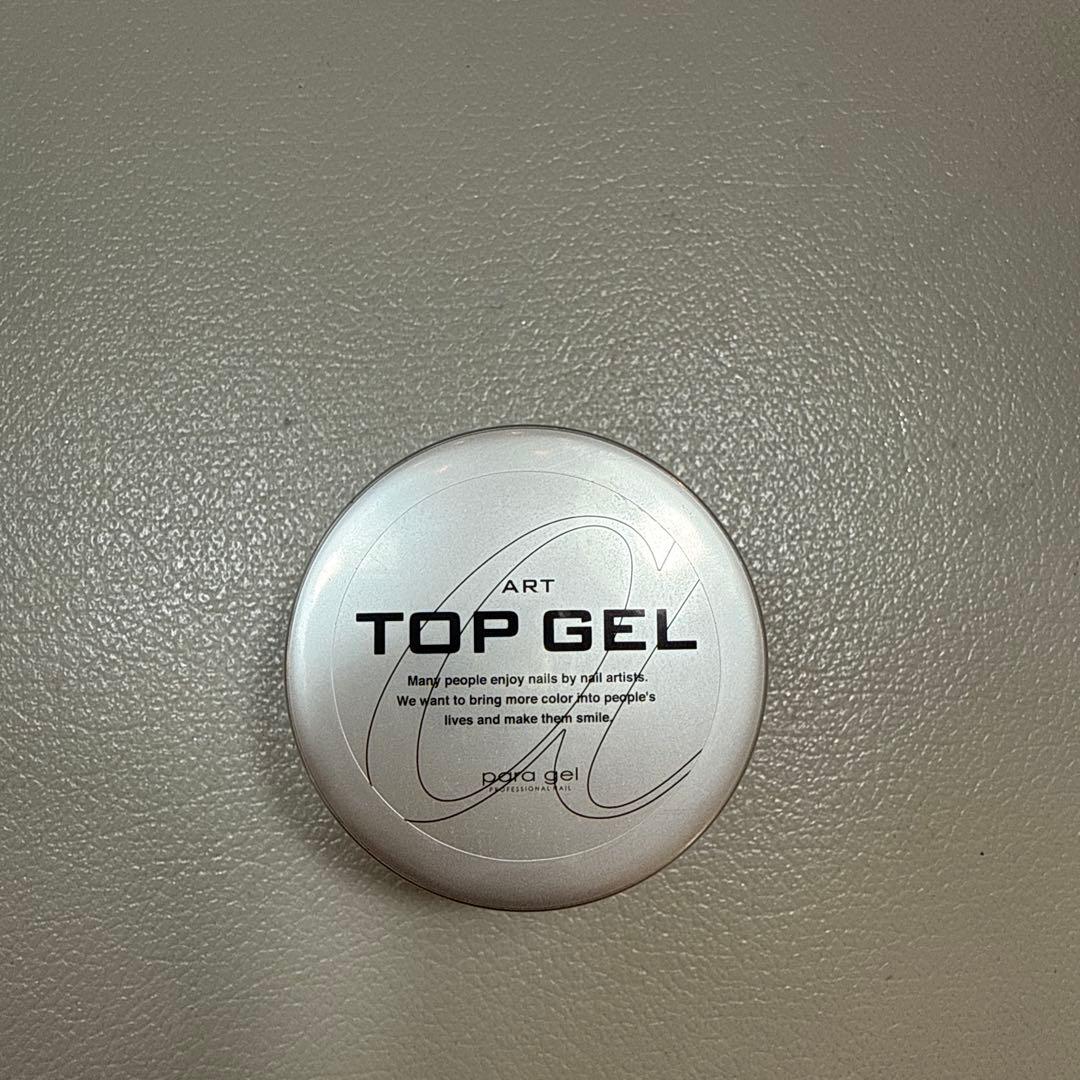 ART
TOP GEL
Many people enjoy nails by nail artists.
We want to bring more color into people's
lives and make them smile.
para gel
PROFESSIONAL NAIL